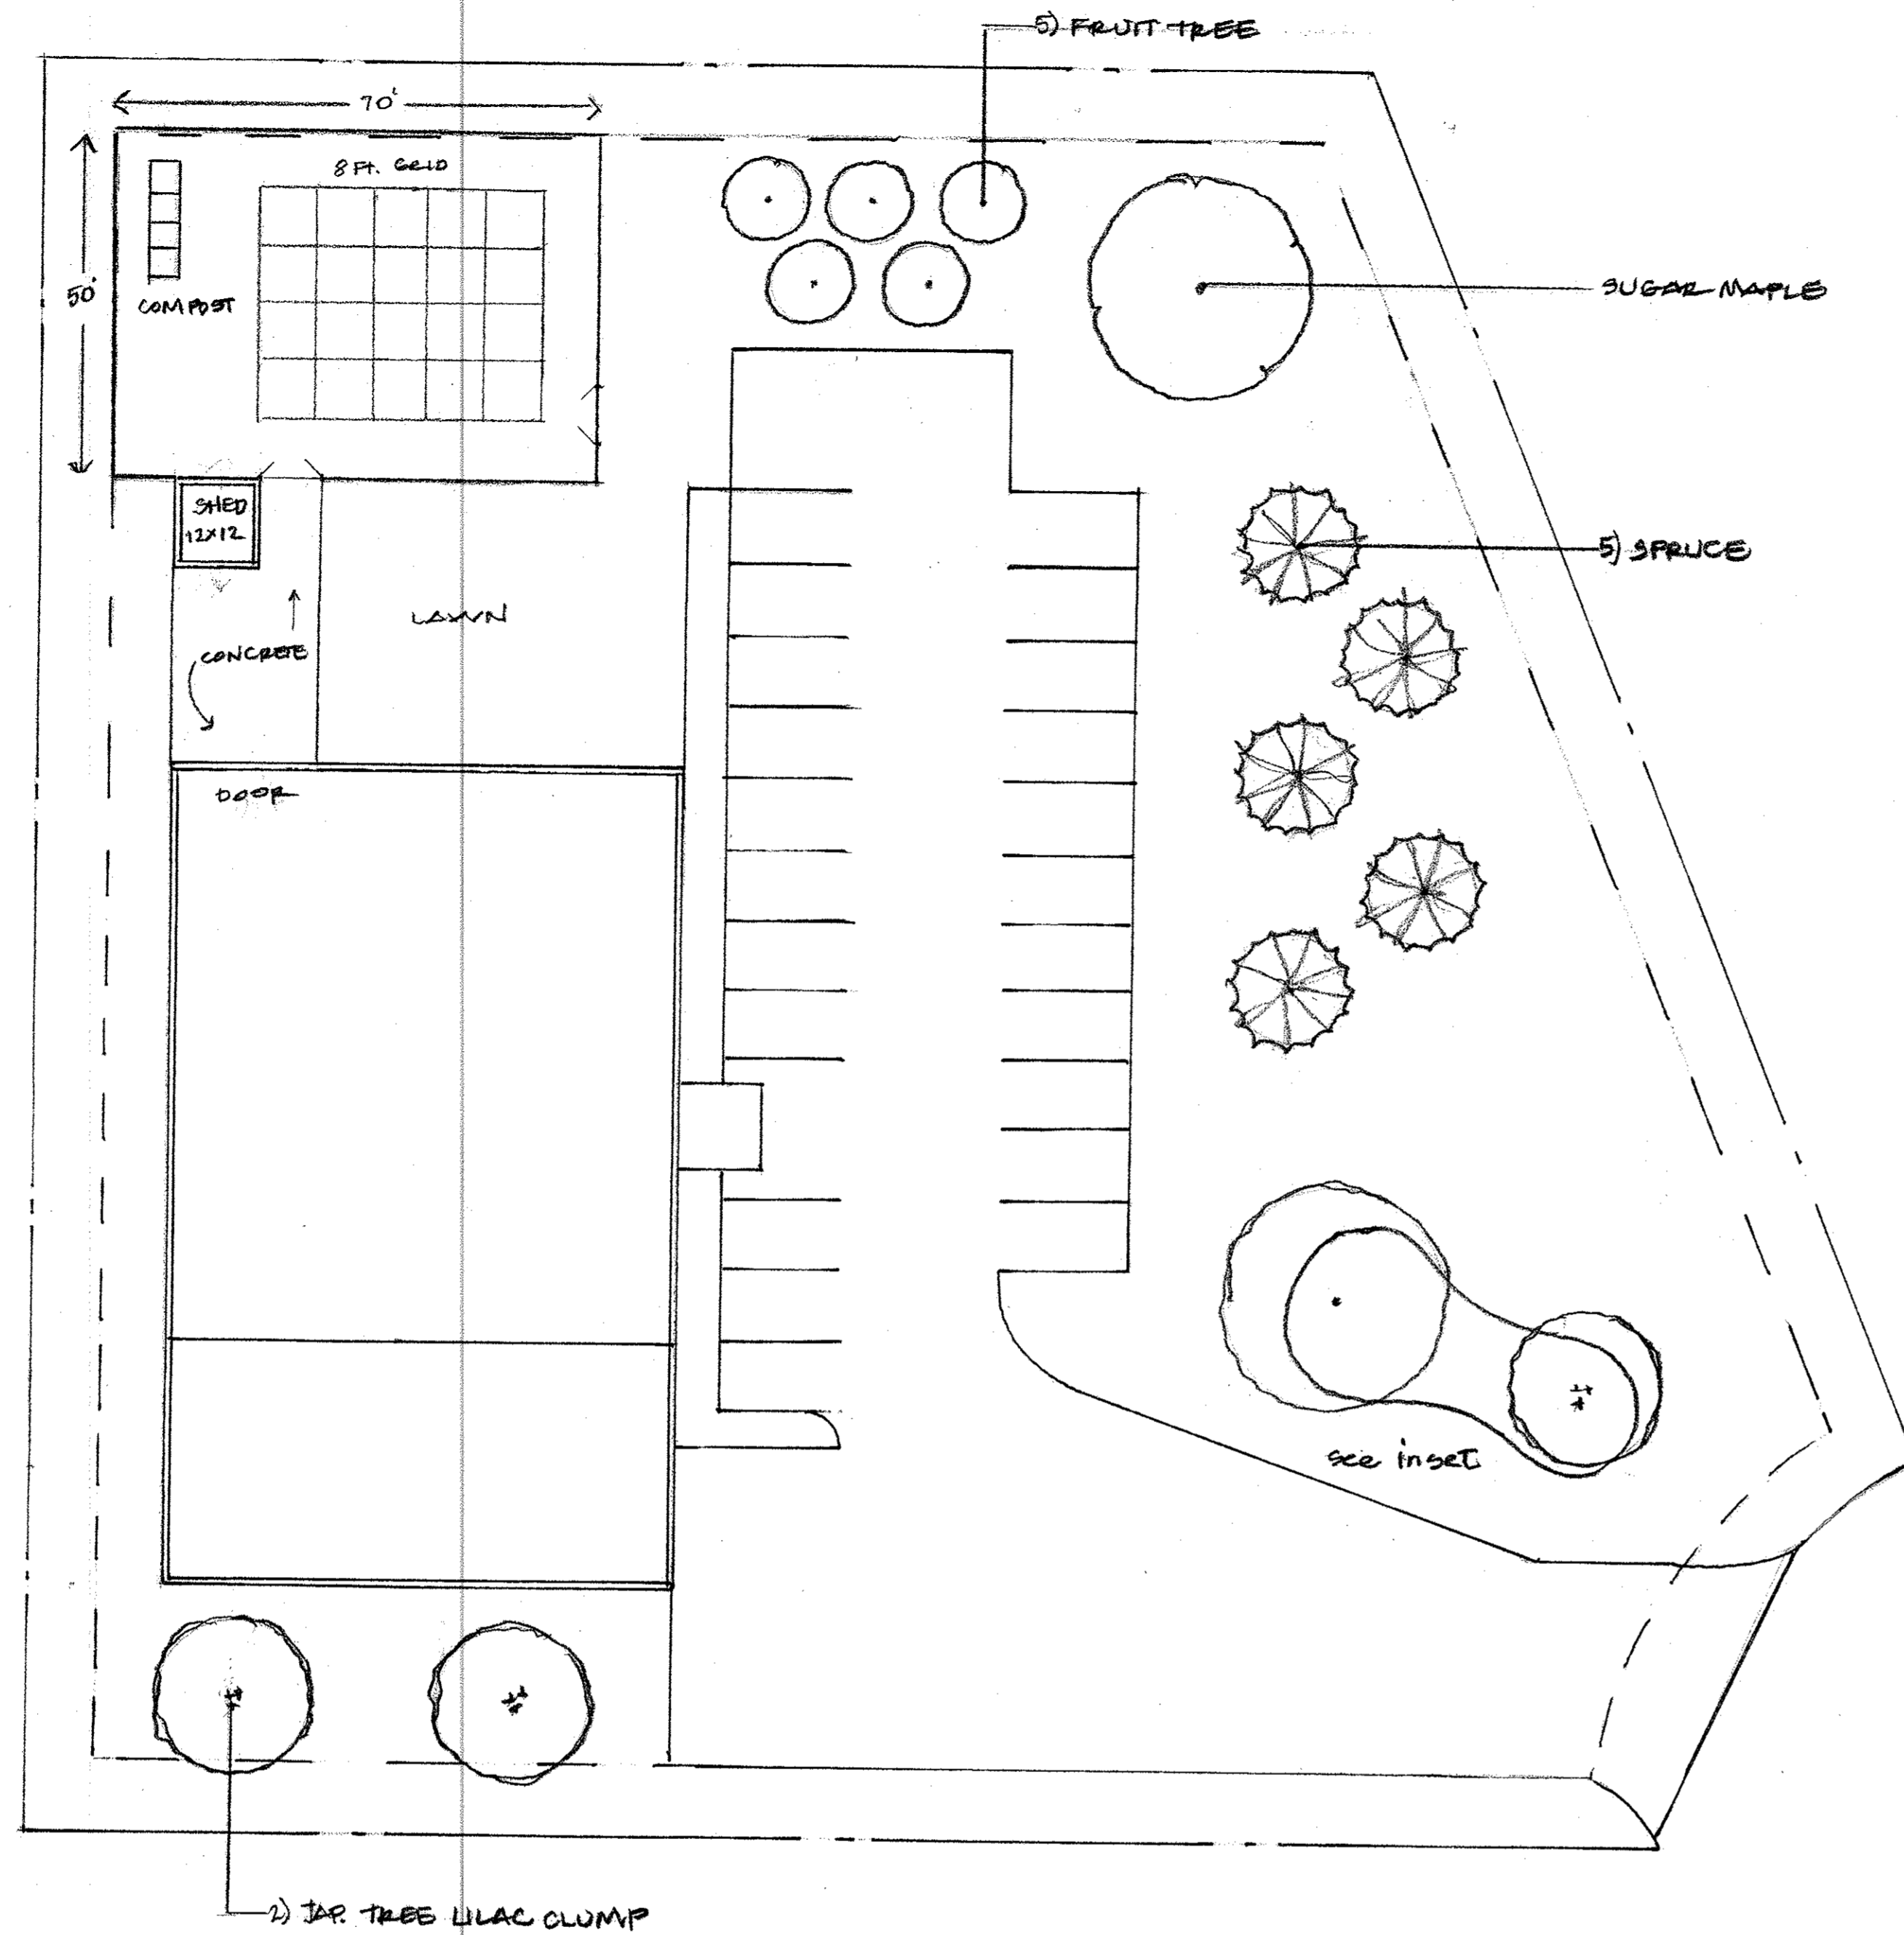 5) FRUIT TREE
70'
8 FT. GRID
50'
COMPOST
SUGAR MAPLE
SHED
12X12
5) SPRUCE
LAWN
CONCRETE
DOOR
see inset
2) JAP. TREE LILAC CLUMP